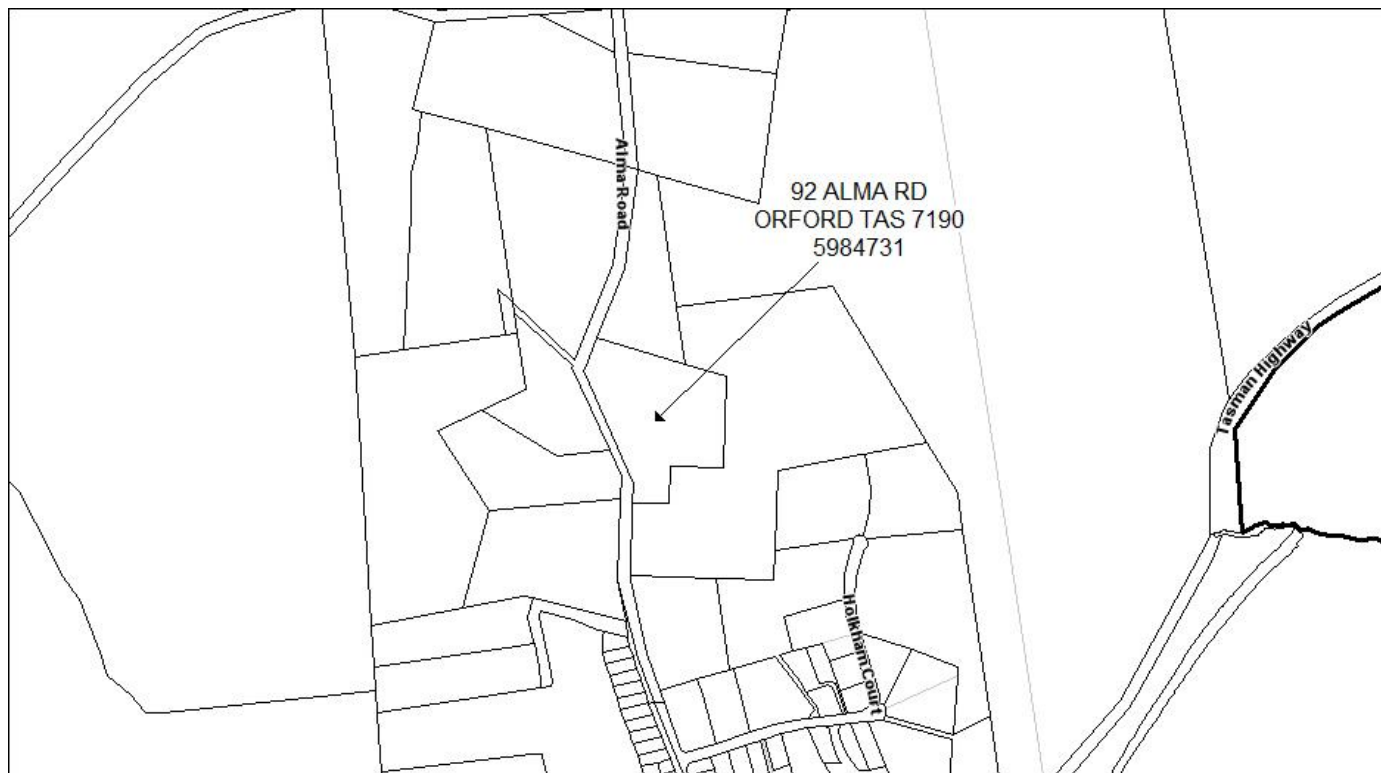 Alma Road
92 ALMA RD
ORFORD TAS 7190
5984731
Tasman Highway
Holkham Court